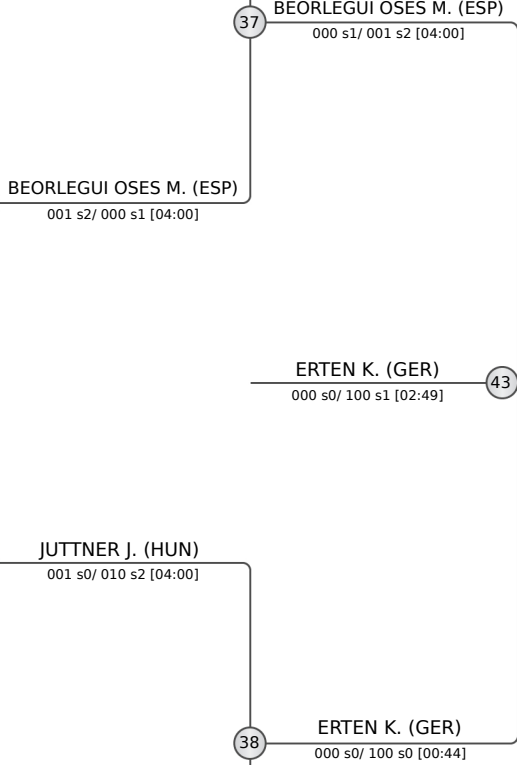 BEORLEGUI OSES M. (ESP)
37
000 s1/ 001 s2 [04:00]
BEORLEGUI OSES M. (ESP)
001 s2/ 000 s1 [04:00]
ERTEN K. (GER)
43
000 s0/ 100 s1 [02:49]
JUTTNER J. (HUN)
001 s0/ 010 s2 [04:00]
ERTEN K. (GER)
38
000 s0/ 100 s0 [00:44]